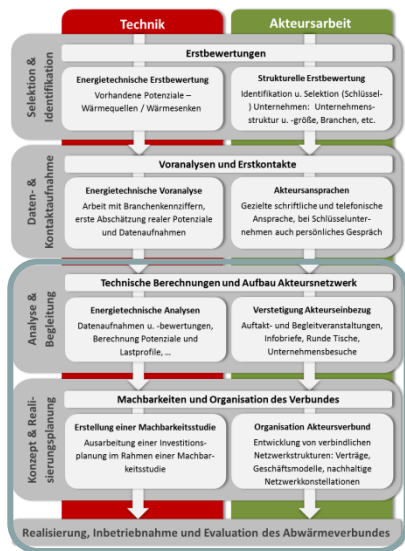 Technik
Akteursarbeit
Selektion &
Identifikation
Erstbewertungen
Energietechnische Erstbewertung
Vorhandene Potenziale –
Wärmequellen / Wärmesenken
Strukturelle Erstbewertung
Identifikation u. Selektion (Schlüssel-
) Unternehmen: Unternehmens-
struktur u. -größe, Branchen, etc.
Daten- &
Kontaktaufnahme
Voranalysen und Erstkontakte
Energietechnische Voranalyse
Arbeit mit Branchenkennziffern,
erste Abschätzung realer Potenziale
und Datenaufnahmen
Akteursansprachen
Gezielte schriftliche und telefonische
Ansprache, bei Schlüsselunter-
nehmen auch persönliches Gespräch
Analyse &
Begleitung
Technische Berechnungen und Aufbau Akteursnetzwerk
Energietechnische Analysen
Datenaufnahmen u. -bewertungen,
Berechnung Potenziale und
Lastprofile, ...
Verstetigung Akteurseinbezug
Auftakt- und Begleitveranstaltungen,
Infobriefe, Runde Tische,
Unternehmensbesuche
Konzept & Reali-
sierungsplanung
Machbarkeiten und Organisation des Verbundes
Erstellung einer Machbarkeitsstudie
Ausarbeitung einer Investitions-
planung im Rahmen einer Machbar-
keitsstudie
Organisation Akteursverbund
Entwicklung von verbindlichen
Netzwerkstrukturen: Verträge,
Geschäftsmodelle, nachhaltige
Netzwerkkonstellationen
Realisierung, Inbetriebnahme und Evaluation des Abwärmeverbundes